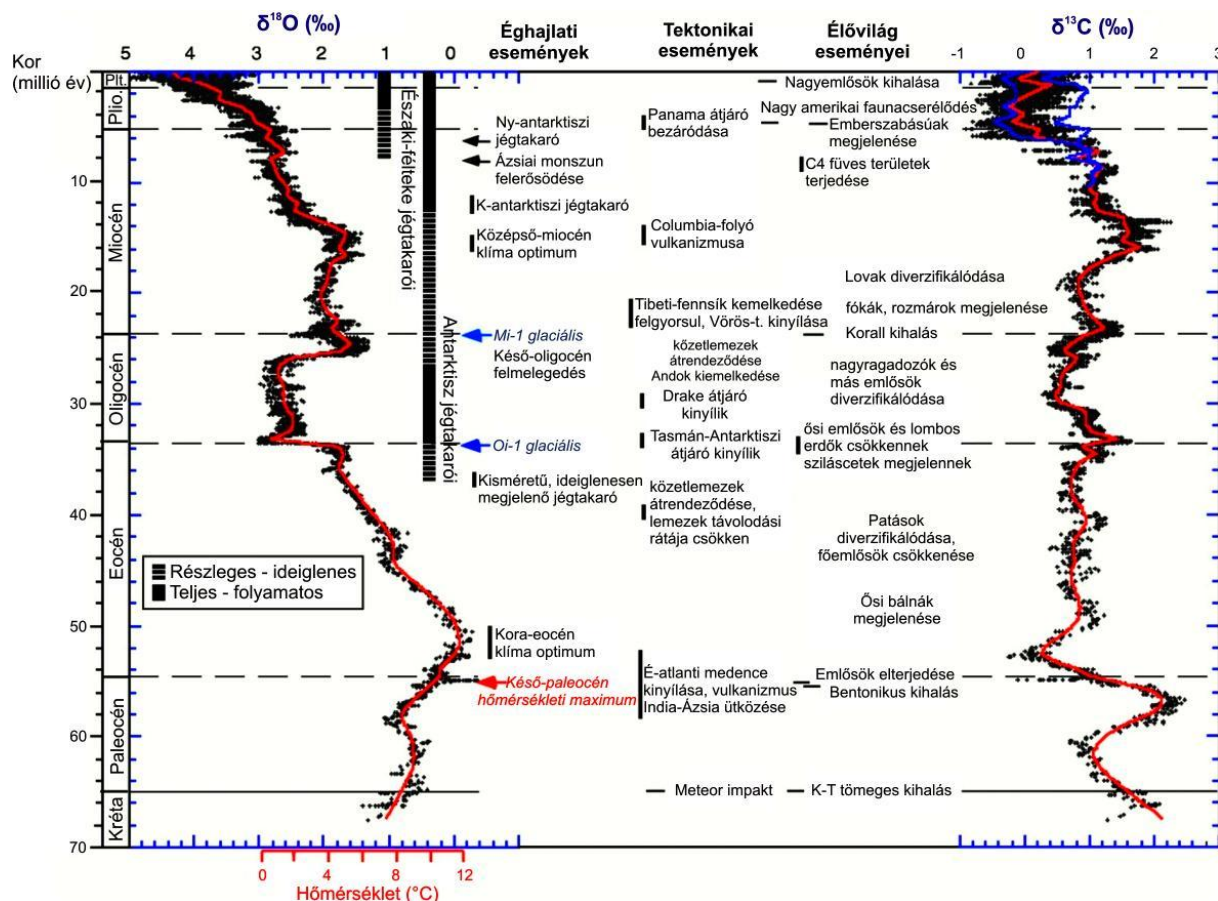 δ¹⁸O (‰)
5 4 3 2 1 0
Éghajlati
események
Tektonikai
események
Élővilág
eseményei
δ¹³C (‰)
-1 0 1 2 3
Kor
(millió év)
10
20
30
40
50
60
70
Plt.
Plio.
Miocén
Oligocén
Eocén
Paleocén
Kréta
Északi-félteke jégtakarói
Antarktisz jégtakarói
Részleges - ideiglenes
Teljes - folyamatos
Ny-antarktiszi
jégtakaró
Ázsiai monszun
felerősödése
K-antarktiszi jégtakaró
Középső-miocén
klíma optimum
Mi-1 glaciális
Késő-oligocén
felmelegedés
Oi-1 glaciális
Kisméretű, ideiglenesen
megjelenő jégtakaró
Kora-eocén
klíma optimum
Késő-paleocén
hőmérsékleti maximum
Panama átjáró
bezáródása
Columbia-folyó
vulkanizmusa
Tibeti-fennsík kemelkedése
felgyorsul, Vörös-t. kinyílása
kőzetlemezek
átrendeződése
Andok kiemelkedése
Drake átjáró
kinyílik
Tasmán-Antarktiszi
átjáró kinyílik
kőzetlemezek
átrendeződése,
lemezek távolodási
rátája csökken
É-atlanti medence
kinyílása, vulkanizmus
India-Ázsia ütközése
Meteor impakt
Nagyemlősök kihalása
Nagy amerikai faunacserélődés
Emberszabásúak
megjelenése
C4 füves területek
terjedése
Lovak diverzifikálódása
fókák, rozmárok megjelenése
Korall kihalás
nagyragadozók és
más emlősök
diverzifikálódása
ősi emlősök és lombos
erdők csökkennek
sziláscetek megjelennek
Patások
diverzifikálódása,
főemlősök csökkenése
Ősi bálnák
megjelenése
Emlősök elterjedése
Bentonikus kihalás
K-T tömeges kihalás
0 4 8 12
Hőmérséklet (°C)